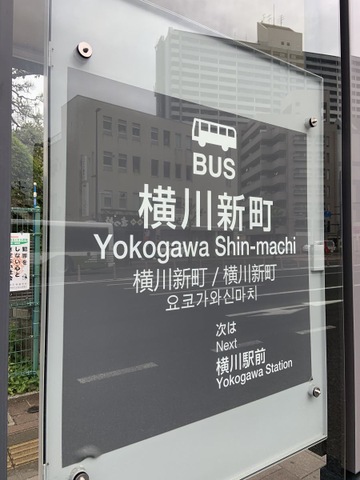 BUS
横川新町
Yokogawa Shin-machi
横川新町 / 横川新町
요코가와신마치
次は
Next
横川駅前
Yokogawa Station